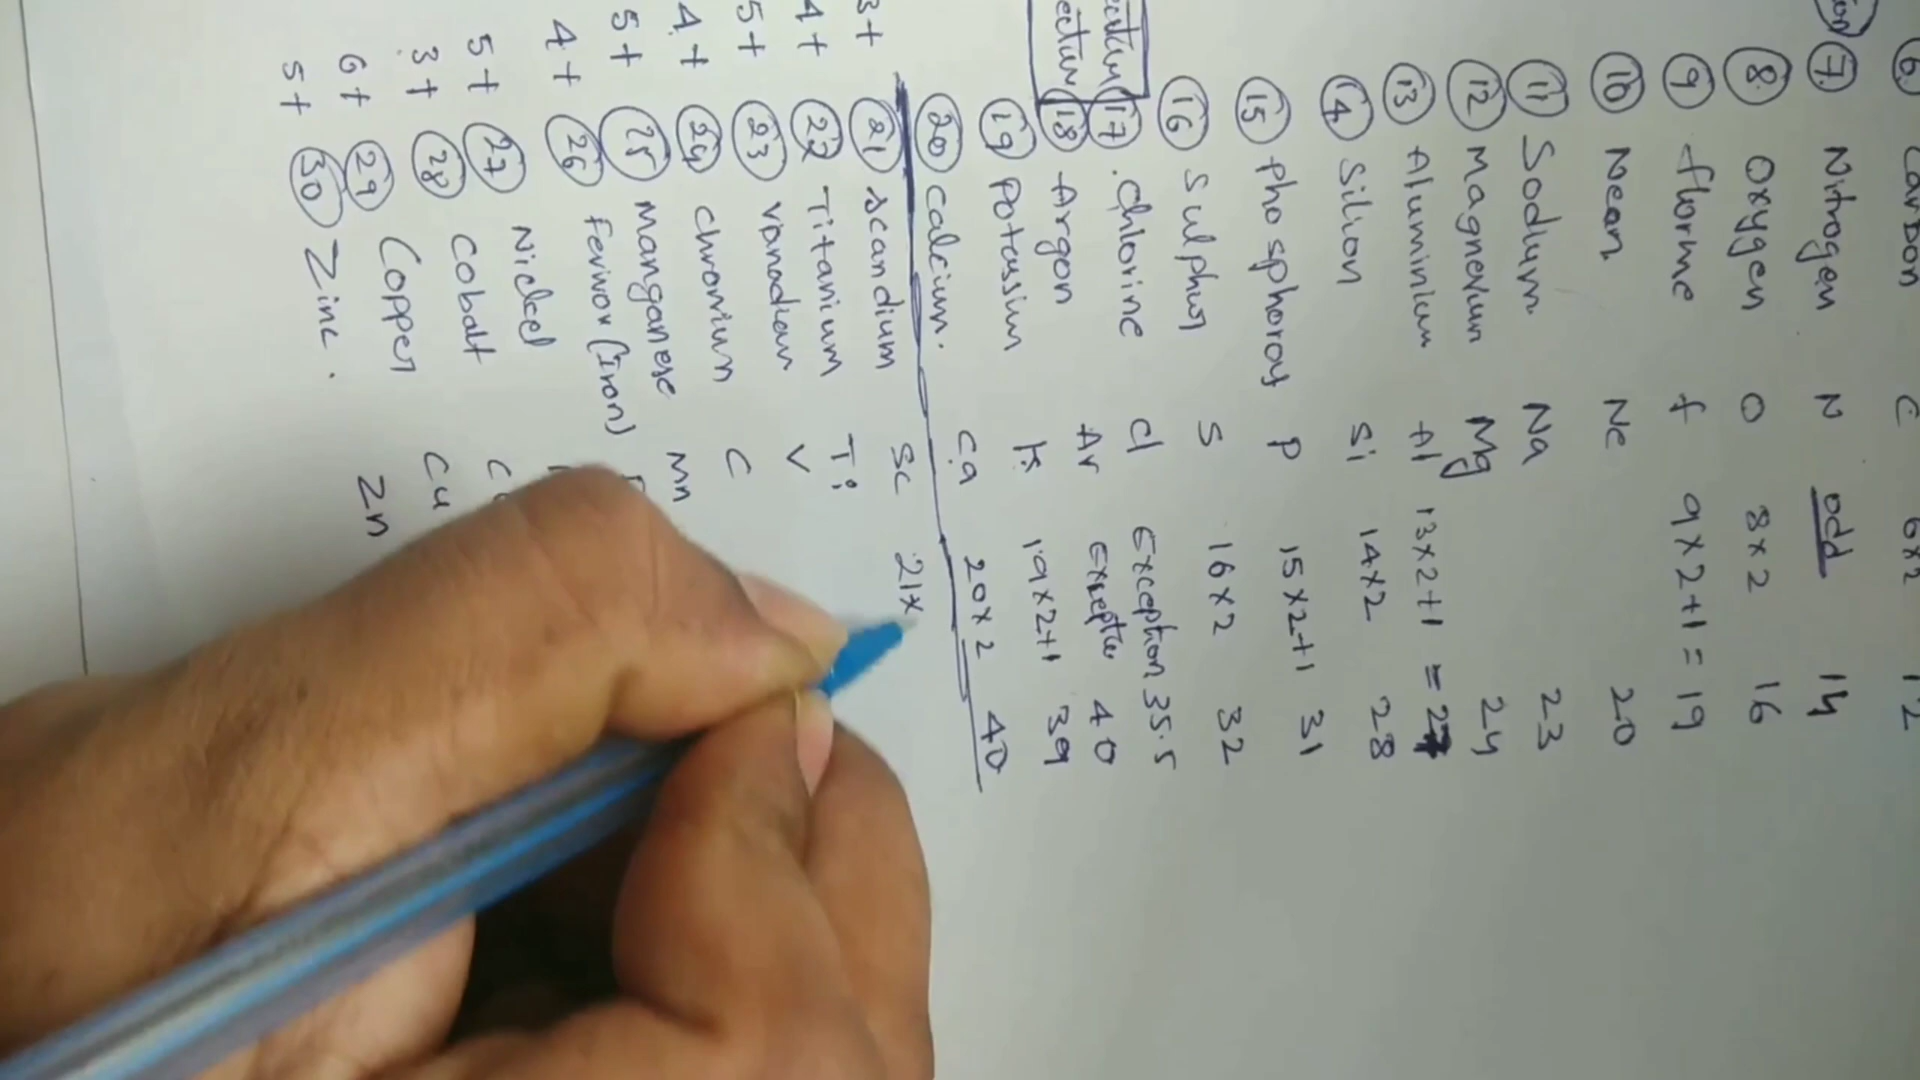 6. Carbon C 6x2 12
7. Nitrogen N odd 14
8. Oxygen O 8x2 16
9 florine f 9x2+1 = 19
10 Neon Ne 20
11 Sodium Na 23
12 Magnesium Mg 24
13 Aluminium Al 13x2+1 = 27
14 Silion Si 14x2 28
15 phosphorous P 15x2+1 31
16 Sulphur S 16x2 32
17 Chlorine Cl Exception 35.5
18 Argon Ar 40
19 Potasium K 19x2+1 39
20 Calcium. Ca 20x2 40
3+ 21 Scandium Sc 21x
4+ 22 Titanium Ti
5+ 23 Vanadium V
4+ 24 Chromium C
5+ 25 Manganese Mn
4+ 26 (Iron)
5+ 27 Nickel
3+ 28 Cobalt C
6+ 29 Copper Cu
5+ 30 Zinc. Zn